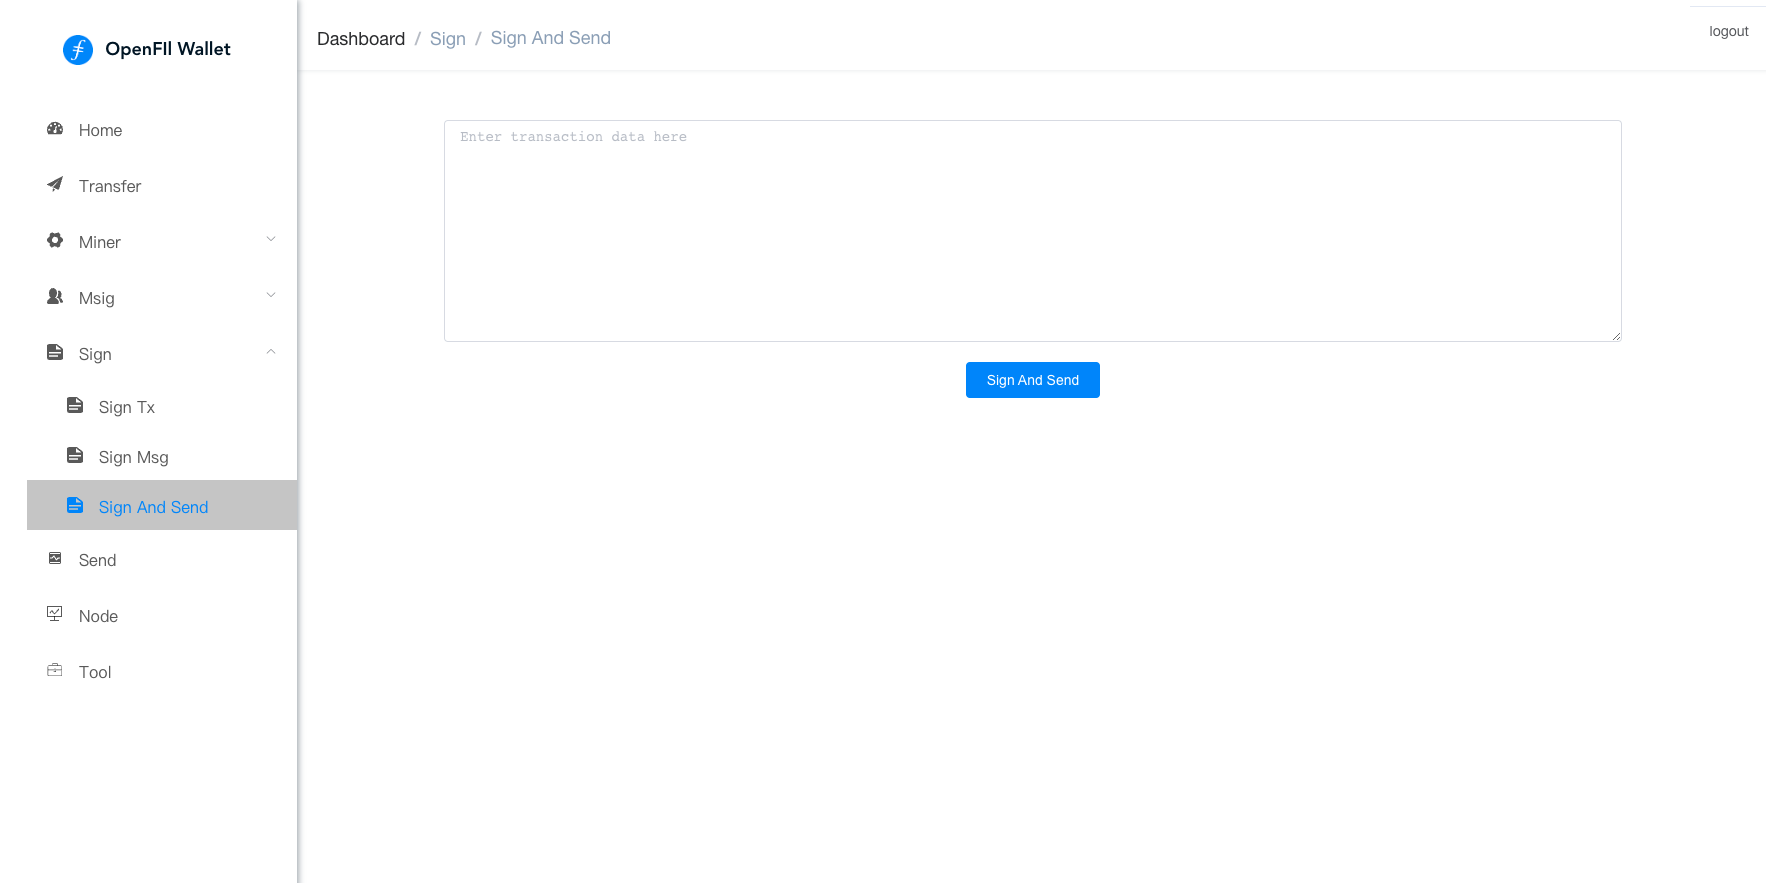 OpenFIl Wallet
Dashboard / Sign / Sign And Send
logout
Home
Transfer
Miner
Msig
Sign
Sign Tx
Sign Msg
Sign And Send
Send
Node
Tool
Enter transaction data here
Sign And Send